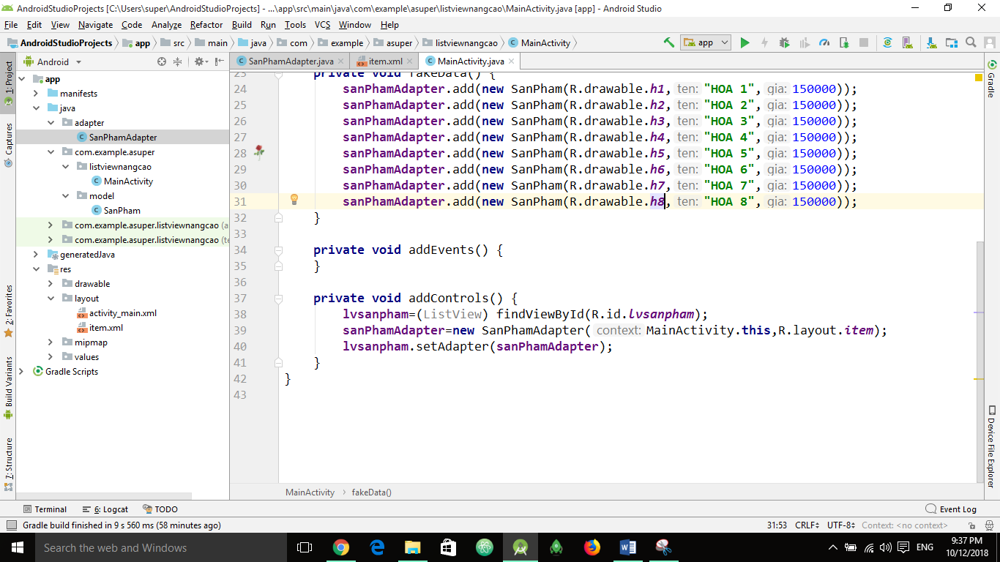 AndroidStudioProjects [C:\Users\super\AndroidStudioProjects] - ...\app\src\main\java\com\example\asuper\listviewnangcao\MainActivity.java [app] - Android Studio
File Edit View Navigate Code Analyze Refactor Build Run Tools VCS Window Help
AndroidStudioProjects app src main java com example asuper listviewnangcao MainActivity app
1: Project
Captures
2: Favorites
Build Variants
7: Structure
Android
app
manifests
java
adapter
SanPhamAdapter
com.example.asuper
listviewnangcao
MainActivity
model
SanPham
com.example.asuper.listviewnangcao (a
com.example.asuper.listviewnangcao (te
generatedJava
res
drawable
layout
activity_main.xml
item.xml
mipmap
values
Gradle Scripts
SanPhamAdapter.java item.xml MainActivity.java
23 private void fakeData() {
24 sanPhamAdapter.add(new SanPham(R.drawable.h1, ten: "HOA 1", gia: 150000));
25 sanPhamAdapter.add(new SanPham(R.drawable.h2, ten: "HOA 2", gia: 150000));
26 sanPhamAdapter.add(new SanPham(R.drawable.h3, ten: "HOA 3", gia: 150000));
27 sanPhamAdapter.add(new SanPham(R.drawable.h4, ten: "HOA 4", gia: 150000));
28 sanPhamAdapter.add(new SanPham(R.drawable.h5, ten: "HOA 5", gia: 150000));
29 sanPhamAdapter.add(new SanPham(R.drawable.h6, ten: "HOA 6", gia: 150000));
30 sanPhamAdapter.add(new SanPham(R.drawable.h7, ten: "HOA 7", gia: 150000));
31 sanPhamAdapter.add(new SanPham(R.drawable.h8, ten: "HOA 8", gia: 150000));
32 }
33
34 private void addEvents() {
35 }
36
37 private void addControls() {
38 lvsanpham=(ListView) findViewById(R.id.lvsanpham);
39 sanPhamAdapter=new SanPhamAdapter( context: MainActivity.this,R.layout.item);
40 lvsanpham.setAdapter(sanPhamAdapter);
41 }
42 }
43
MainActivity › fakeData()
Gradle
Device File Explorer
Terminal 6: Logcat TODO Event Log
Gradle build finished in 9 s 560 ms (58 minutes ago) 31:53 CRLF UTF-8 Context: <no context>
Search the web and Windows ENG 9:37 PM
10/12/2018